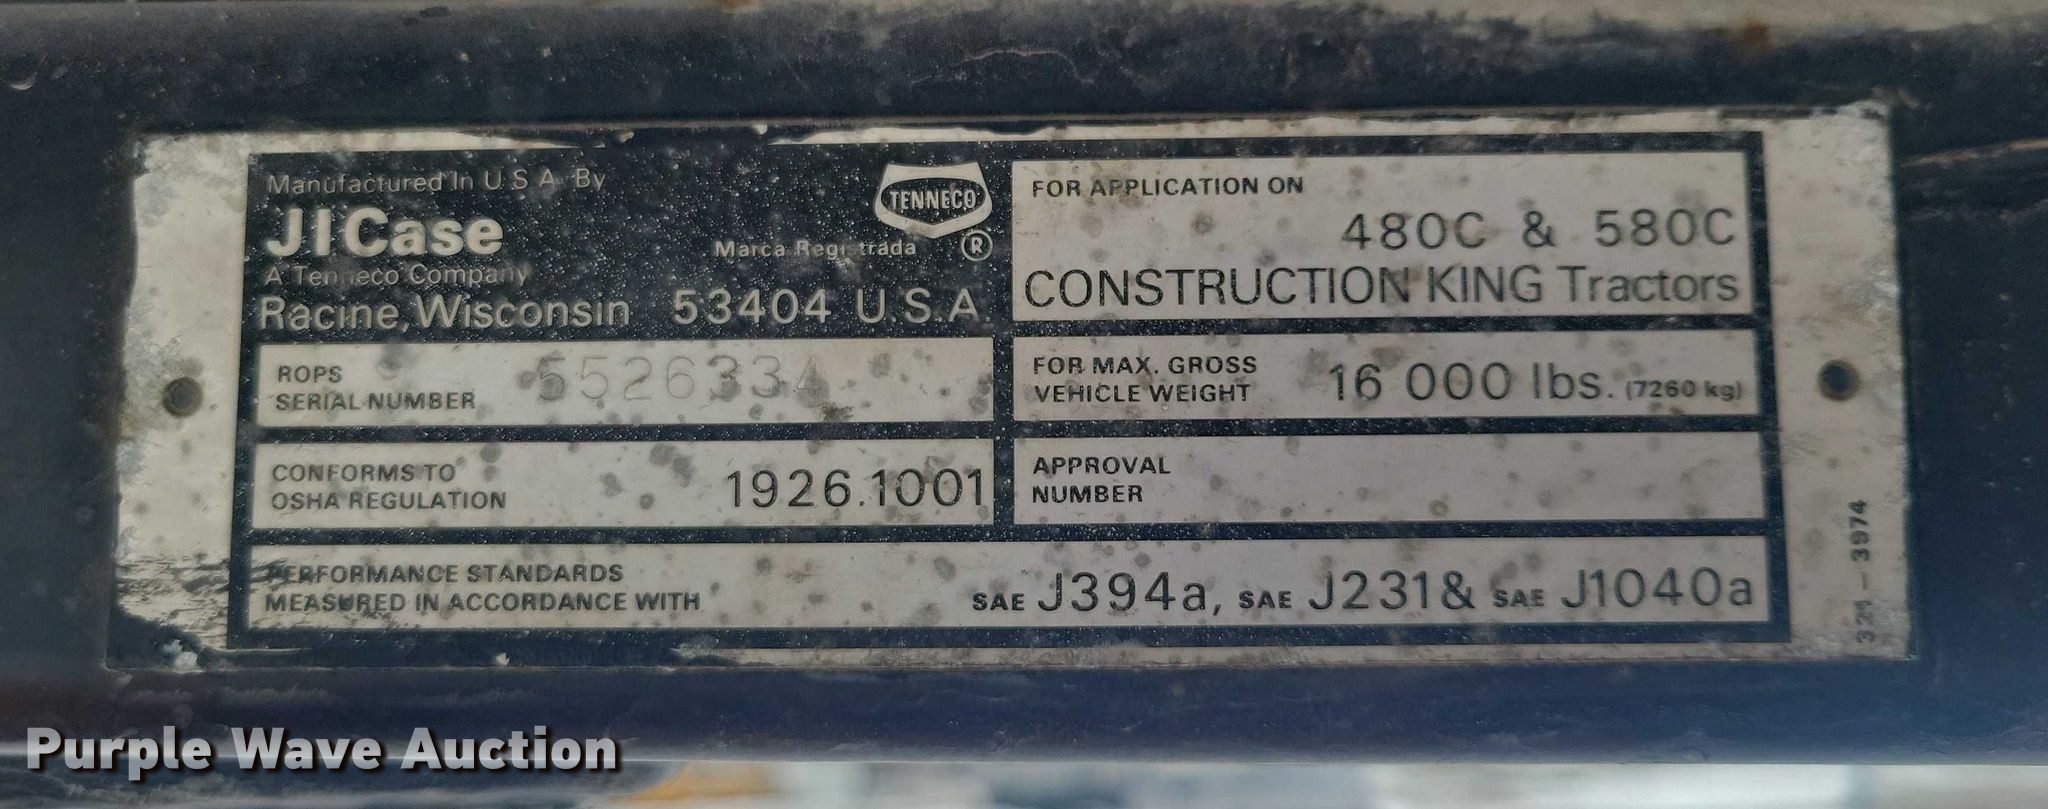 Manufactured In U S A By
JI Case
A Tenneco Company
Racine, Wisconsin 53404 U.S.A.
TENNECO
Marca Registrada ®
FOR APPLICATION ON
480C & 580C
CONSTRUCTION KING Tractors
ROPS
SERIAL NUMBER 5526334
FOR MAX. GROSS
VEHICLE WEIGHT 16 000 lbs. (7260 kg)
CONFORMS TO
OSHA REGULATION 1926.1001
APPROVAL
NUMBER
PERFORMANCE STANDARDS
MEASURED IN ACCORDANCE WITH SAE J394a, SAE J231& SAE J1040a
321-3974
Purple Wave Auction